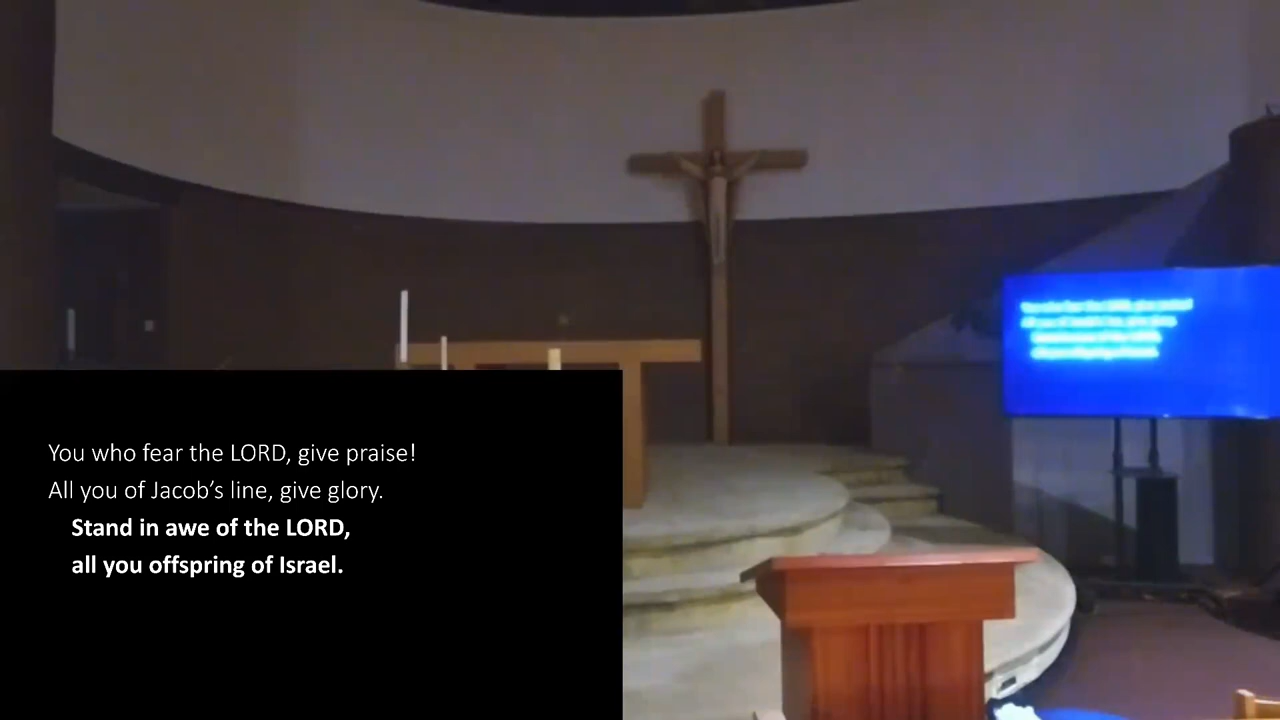 You who fear the LORD, give praise!
All you of Jacob’s line, give glory.
Stand in awe of the LORD,
all you offspring of Israel.